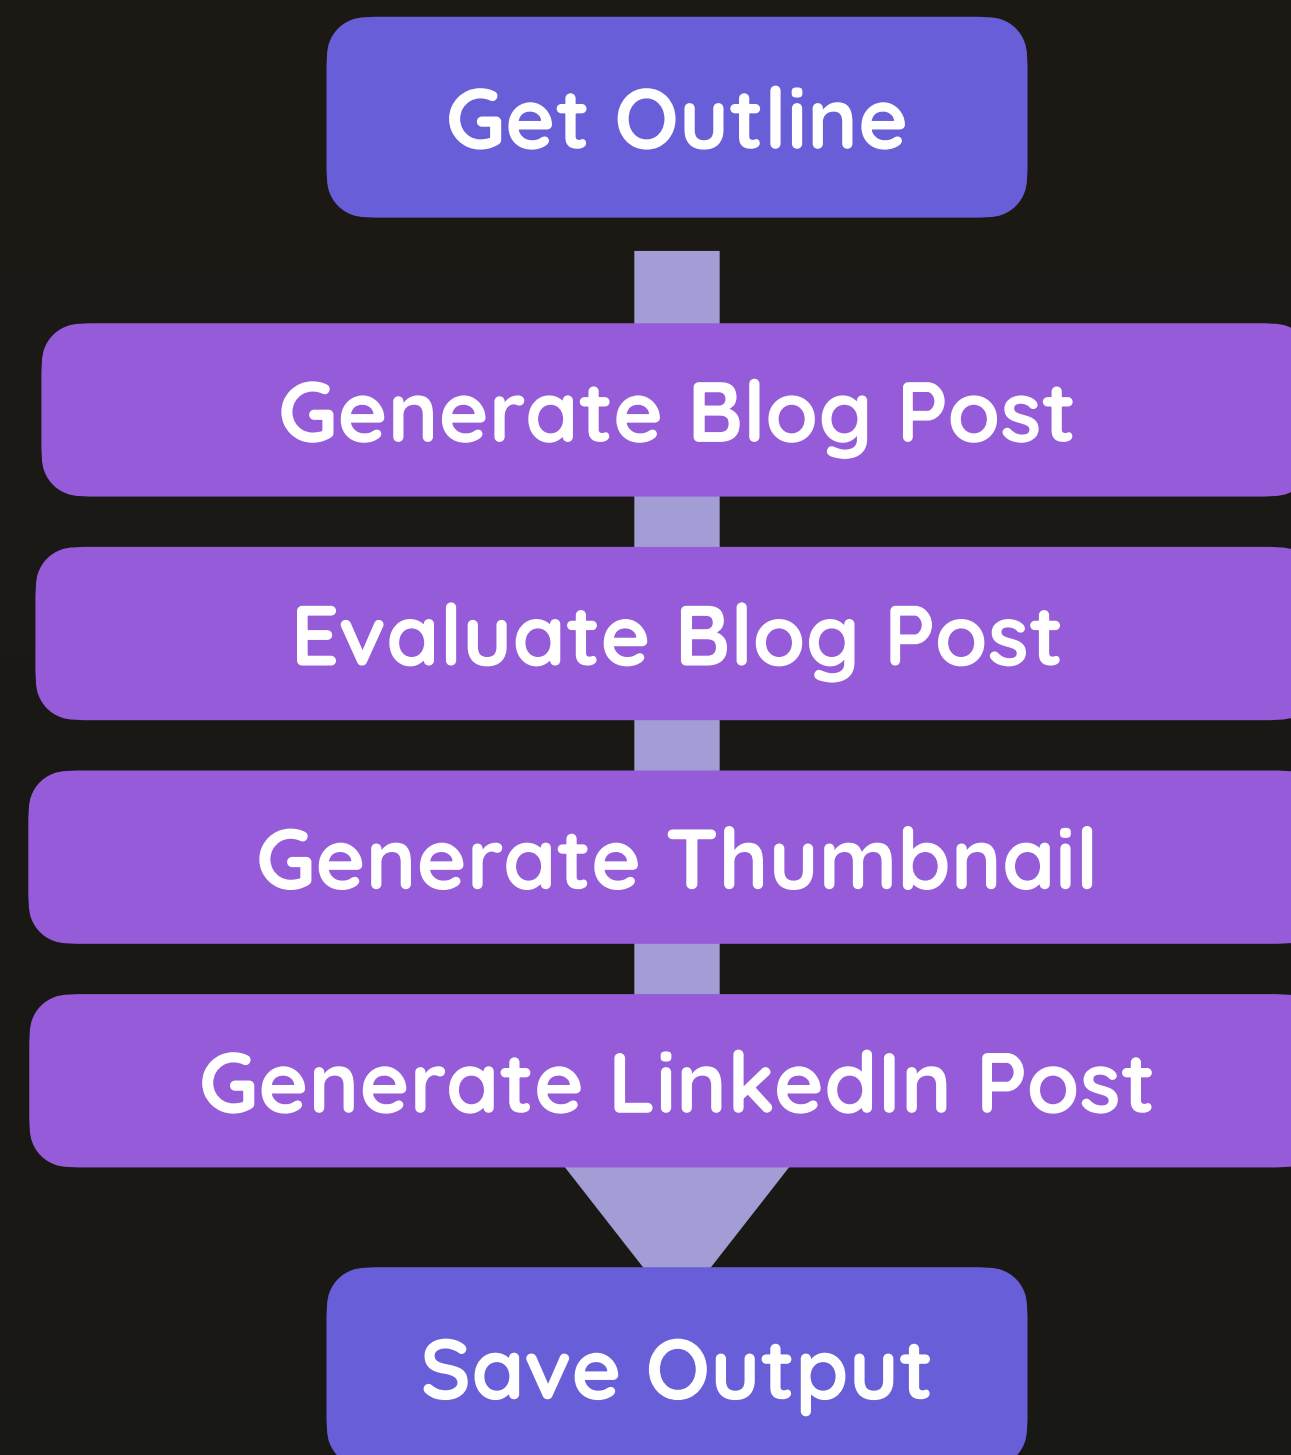 Get Outline
Generate Blog Post
Evaluate Blog Post
Generate Thumbnail
Generate LinkedIn Post
Save Output